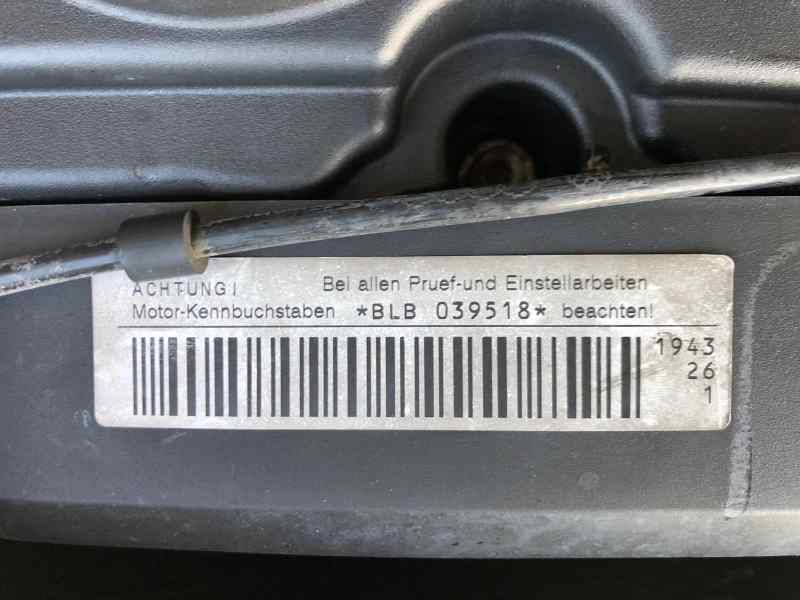 ACHTUNG! Bei allen Pruef-und Einstellarbeiten
Motor-Kennbuchstaben *BLB 039518* beachten!
1943
26
1